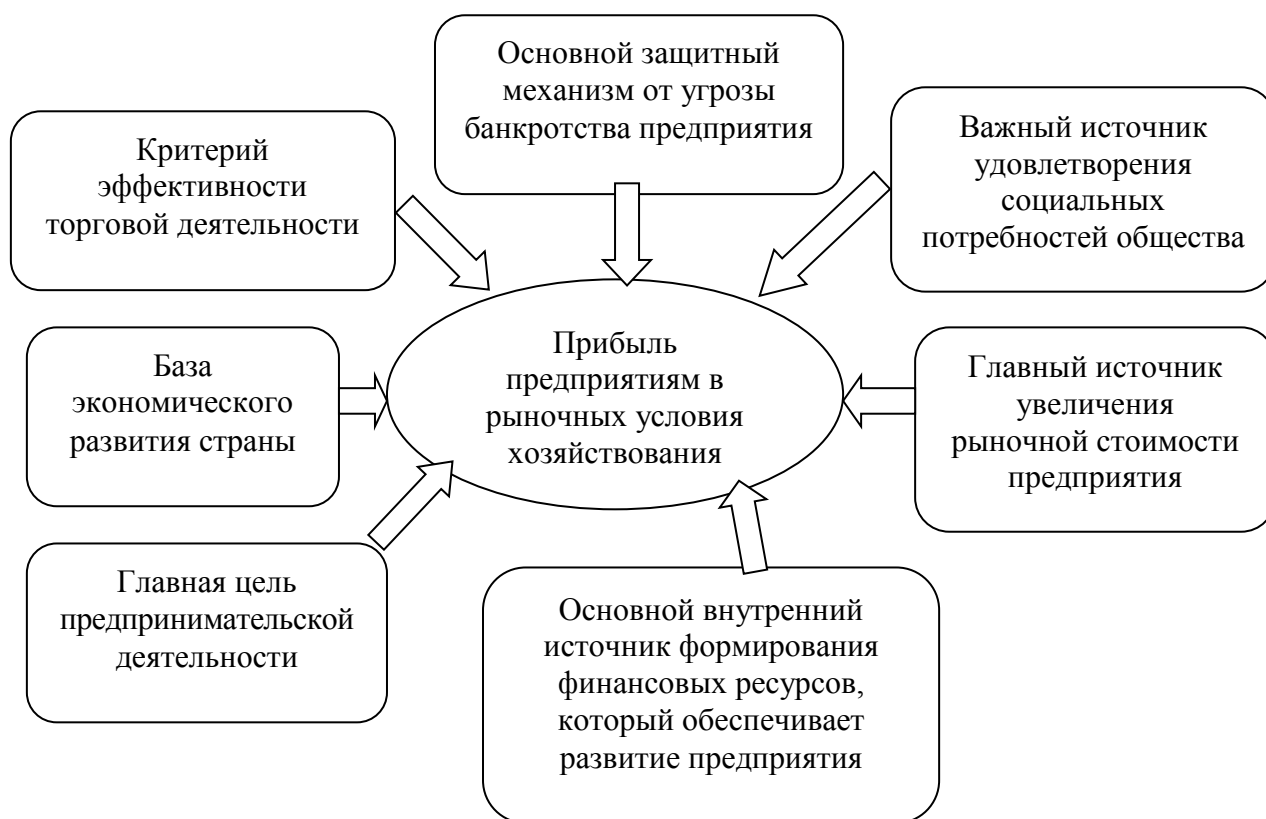 Основной защитный
механизм от угрозы
банкротства предприятия
Критерий
эффективности
торговой деятельности
Важный источник
удовлетворения
социальных
потребностей общества
База
экономического
развития страны
Прибыль
предприятиям в
рыночных условия
хозяйствования
Главный источник
увеличения
рыночной стоимости
предприятия
Главная цель
предпринимательской
деятельности
Основной внутренний
источник формирования
финансовых ресурсов,
который обеспечивает
развитие предприятия